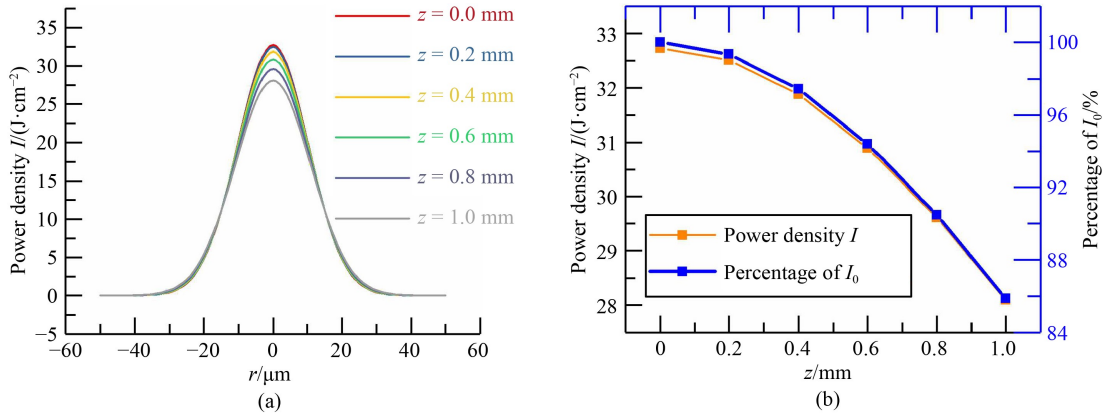 35
30
25
20
15
10
5
0
−5
−60
−40
−20
0
20
40
60
Power density I/(J·cm−2)
r/μm
z = 0.0 mm
z = 0.2 mm
z = 0.4 mm
z = 0.6 mm
z = 0.8 mm
z = 1.0 mm
(a)
33
32
31
30
29
28
Power density I/(J·cm−2)
0
0.2
0.4
0.6
0.8
1.0
z/mm
100
96
92
88
84
Percentage of I0/%
Power density I
Percentage of I0
(b)